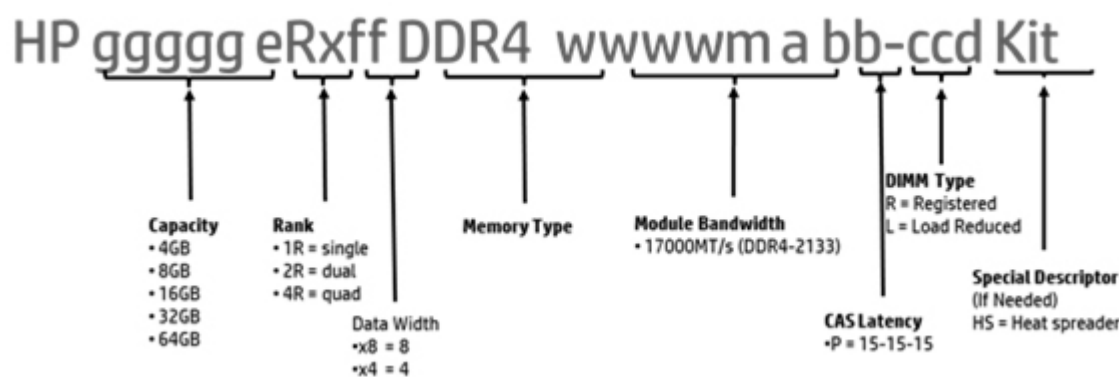 HP ggggg eRxff DDR4 wwwwm a bb-ccd Kit
Capacity
• 4GB
• 8GB
• 16GB
• 32GB
• 64GB
Rank
• 1R = single
• 2R = dual
• 4R = quad
Data Width
•x8 = 8
•x4 = 4
Memory Type
Module Bandwidth
• 17000MT/s (DDR4-2133)
CAS Latency
•P = 15-15-15
DIMM Type
R = Registered
L = Load Reduced
Special Descriptor
(If Needed)
HS = Heat spreader